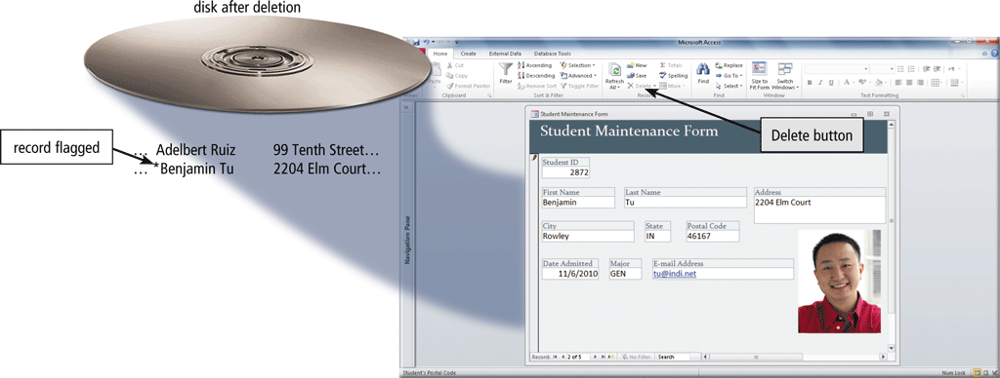 disk after deletion
record flagged
... Adelbert Ruiz 99 Tenth Street...
... *Benjamin Tu 2204 Elm Court...
Microsoft Access
Home Create External Data Database Tools
Cut
Copy
Format Painter
Clipboard
Filter
Ascending
Descending
Remove Sort
Selection
Advanced
Toggle Filter
Sort & Filter
Refresh
All
New
Save
Delete
Totals
Spelling
More
Find
Replace
Go To
Select
Find
Size to
Fit Form
Switch
Windows
Window
B I U
Text Formatting
Delete button
Navigation Pane
Student Maintenance Form
Student Maintenance Form
Student ID
2872
First Name Last Name Address
Benjamin Tu 2204 Elm Court
City State Postal Code
Rowley IN 46167
Date Admitted Major E-mail Address
11/6/2010 GEN tu@indi.net
Record: 2 of 5 No Filter Search
Student's Postal Code Num Lock